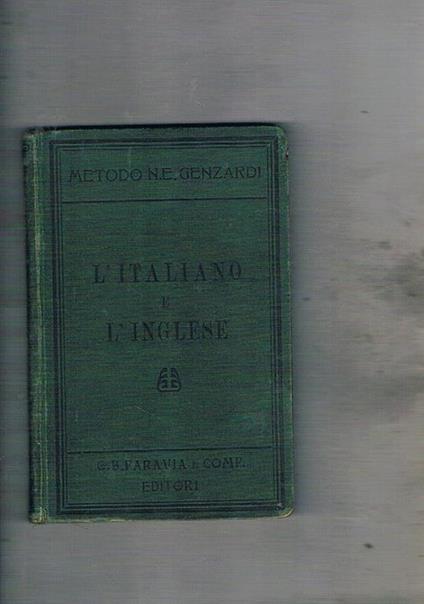 METODO N.E. GENZARDI
L'ITALIANO
E
L'INGLESE
G.B. PARAVIA E COMP.
EDITORI